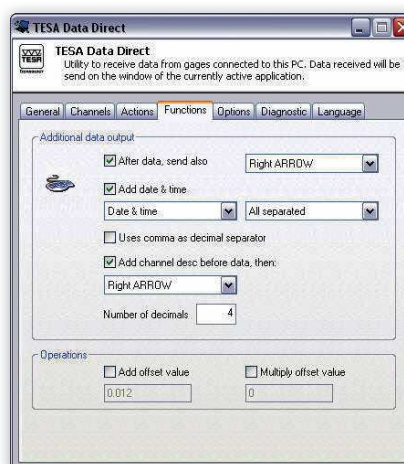 TESA Data Direct
TESA
TESA Data Direct
Utility to receive data from gages connected to this PC. Data received will be
send on the window of the currently active application.
General Channels Actions Functions Options Diagnostic Language
Additional data output
After data, send also Right ARROW
Add date & time
Date & time All separated
Uses comma as decimal separator
Add channel desc before data, then:
Right ARROW
Number of decimals 4
Operations
Add offset value Multiply offset value
0.012 0